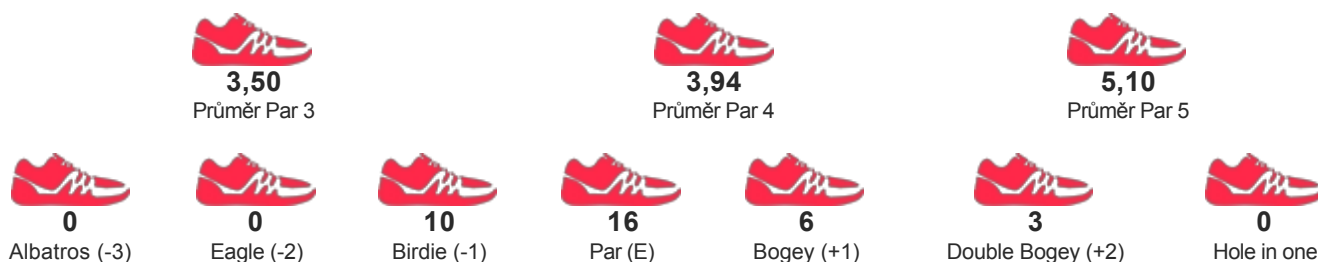 3,50 3,94 5,10
Průměr Par 3 Průměr Par 4 Průměr Par 5
0 0 10 16 6 3 0
Albatros (-3) Eagle (-2) Birdie (-1) Par (E) Bogey (+1) Double Bogey (+2) Hole in one